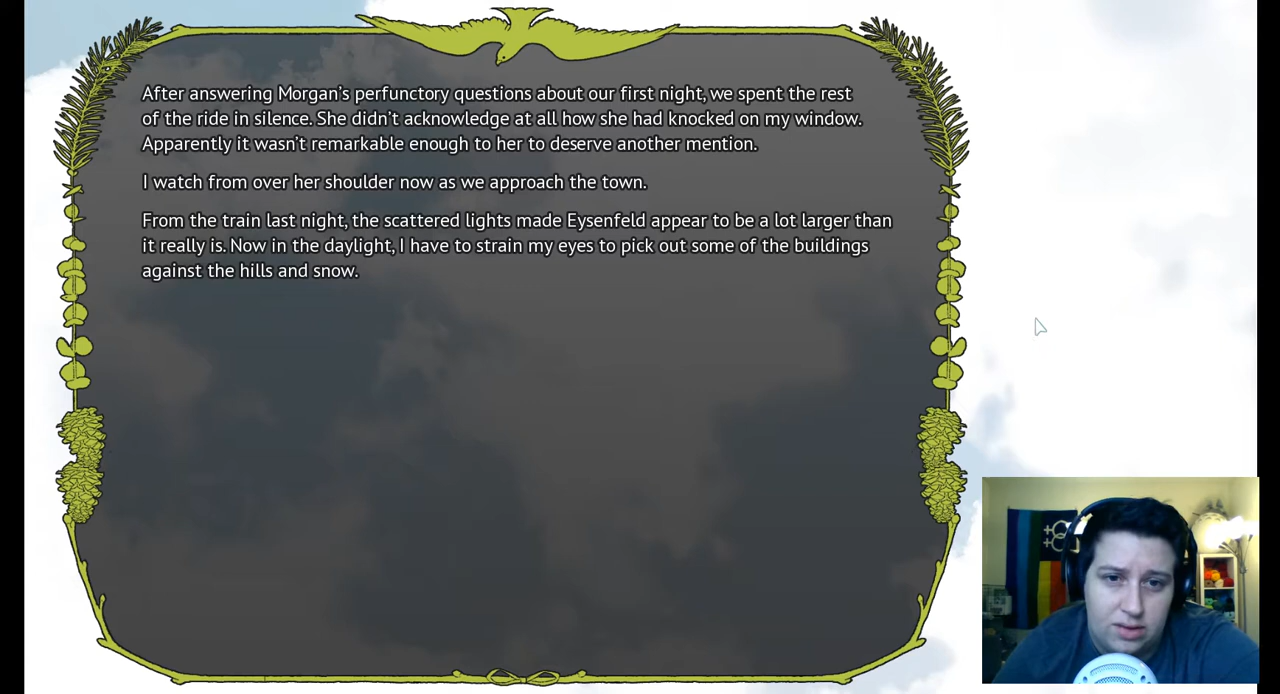 After answering Morgan's perfunctory questions about our first night, we spent the rest
of the ride in silence. She didn't acknowledge at all how she had knocked on my window.
Apparently it wasn't remarkable enough to her to deserve another mention.
I watch from over her shoulder now as we approach the town.
From the train last night, the scattered lights made Eysenfeld appear to be a lot larger than
it really is. Now in the daylight, I have to strain my eyes to pick out some of the buildings
against the hills and snow.